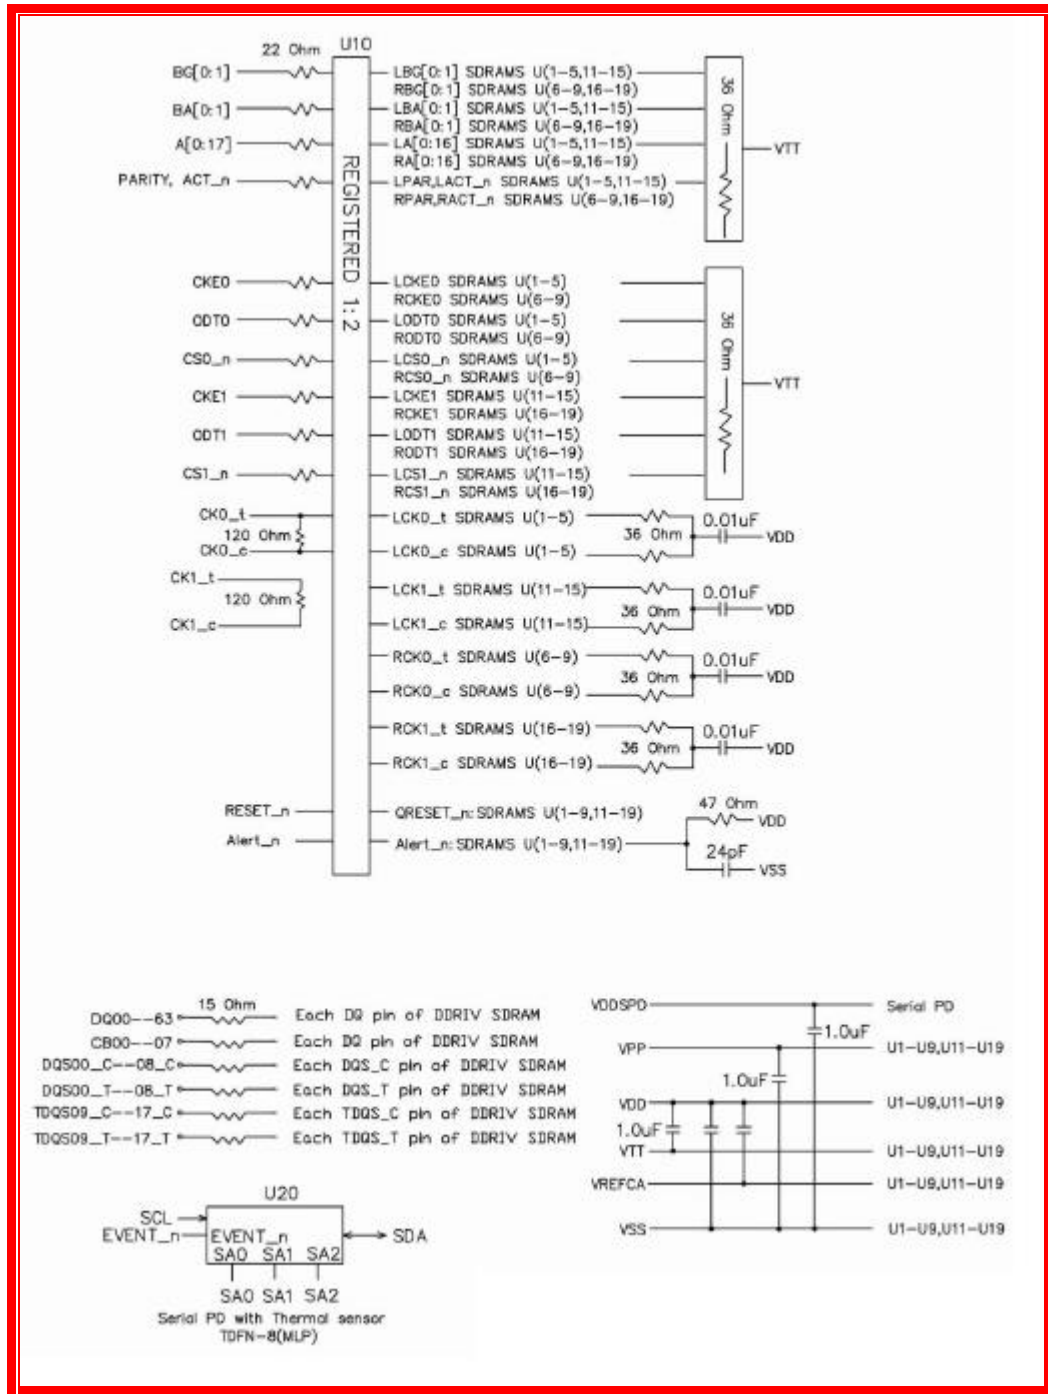 22 Ohm U10
BG[0:1] LBG[0:1] SDRAMS U(1-5,11-15)
RBG[0:1] SDRAMS U(6-9,16-19)
BA[0:1] LBA[0:1] SDRAMS U(1-5,11-15)
RBA[0:1] SDRAMS U(6-9,16-19)
A[0:17] LA[0:16] SDRAMS U(1-5,11-15)
RA[0:16] SDRAMS U(6-9,16-19)
PARITY, ACT_n LPAR,LACT_n SDRAMS U(1-5,11-15)
RPAR,RACT_n SDRAMS U(6-9,16-19)
36 Ohm
VTT
REGISTERED 1:2
CKE0 LCKE0 SDRAMS U(1-5)
RCKE0 SDRAMS U(6-9)
ODT0 LODT0 SDRAMS U(1-5)
RODT0 SDRAMS U(6-9)
CS0_n LCS0_n SDRAMS U(1-5)
RCS0_n SDRAMS U(6-9)
CKE1 LCKE1 SDRAMS U(11-15)
RCKE1 SDRAMS U(16-19)
ODT1 LODT1 SDRAMS U(11-15)
RODT1 SDRAMS U(16-19)
CS1_n LCS1_n SDRAMS U(11-15)
RCS1_n SDRAMS U(16-19)
36 Ohm
VTT
CK0_t LCK0_t SDRAMS U(1-5)
120 Ohm 36 Ohm 0.01uF VDD
CK0_c LCK0_c SDRAMS U(1-5)
CK1_t LCK1_t SDRAMS U(11-15)
120 Ohm 36 Ohm 0.01uF VDD
CK1_c LCK1_c SDRAMS U(11-15)
RCK0_t SDRAMS U(6-9)
36 Ohm 0.01uF VDD
RCK0_c SDRAMS U(6-9)
RCK1_t SDRAMS U(16-19)
36 Ohm 0.01uF VDD
RCK1_c SDRAMS U(16-19)
RESET_n QRESET_n: SDRAMS U(1-9,11-19)
47 Ohm VDD
Alert_n Alert_n: SDRAMS U(1-9,11-19)
24pF VSS
15 Ohm
DQ00--63 Each DQ pin of DDRIV SDRAM
CB00--07 Each DQ pin of DDRIV SDRAM
DQS00_C--08_C Each DQS_C pin of DDRIV SDRAM
DQS00_T--08_T Each DQS_T pin of DDRIV SDRAM
TDQS09_C--17_C Each TDQS_C pin of DDRIV SDRAM
TDQS09_T--17_T Each TDQS_T pin of DDRIV SDRAM
VDDSPD Serial PD
1.0uF
VPP U1-U9,U11-U19
1.0uF
VDD U1-U9,U11-U19
1.0uF
VTT U1-U9,U11-U19
VREFCA U1-U9,U11-U19
VSS U1-U9,U11-U19
U20
SCL
EVENT_n EVENT_n SDA
SA0 SA1 SA2
SA0 SA1 SA2
Serial PD with Thermal sensor
TDFN-8(MLP)